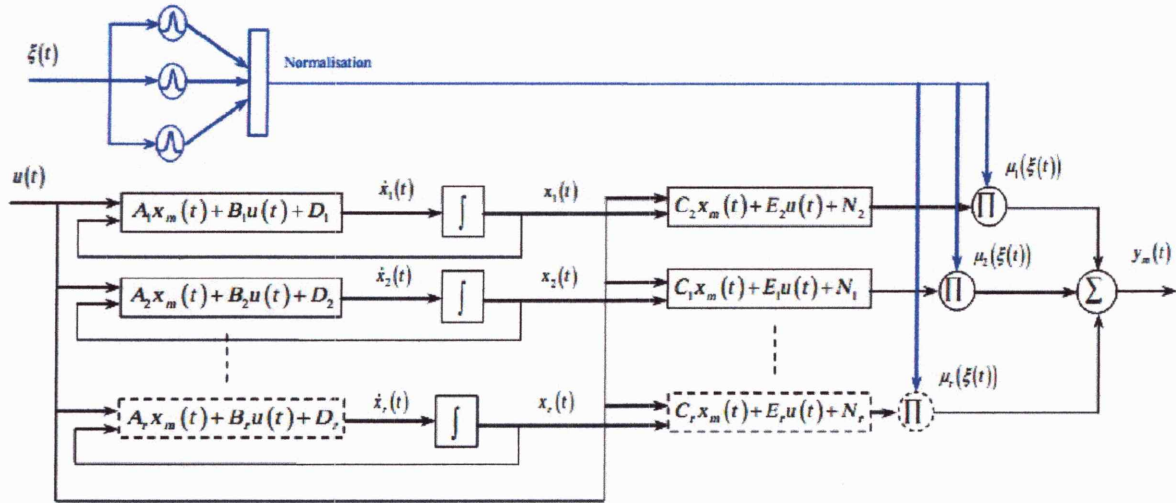 ξ(t)
Normalisation
u(t)
μ₁(ξ(t))
A₁xₘ(t)+B₁u(t)+D₁
ẋ₁(t)
∫
x₁(t)
C₂xₘ(t)+E₂u(t)+N₂
∏
μ₂(ξ(t))
yₘ(t)
A₂xₘ(t)+B₂u(t)+D₂
ẋ₂(t)
∫
x₂(t)
C₁xₘ(t)+E₁u(t)+N₁
∏
∑
μᵣ(ξ(t))
Aᵣxₘ(t)+Bᵣu(t)+Dᵣ
ẋᵣ(t)
∫
xᵣ(t)
Cᵣxₘ(t)+Eᵣu(t)+Nᵣ
∏